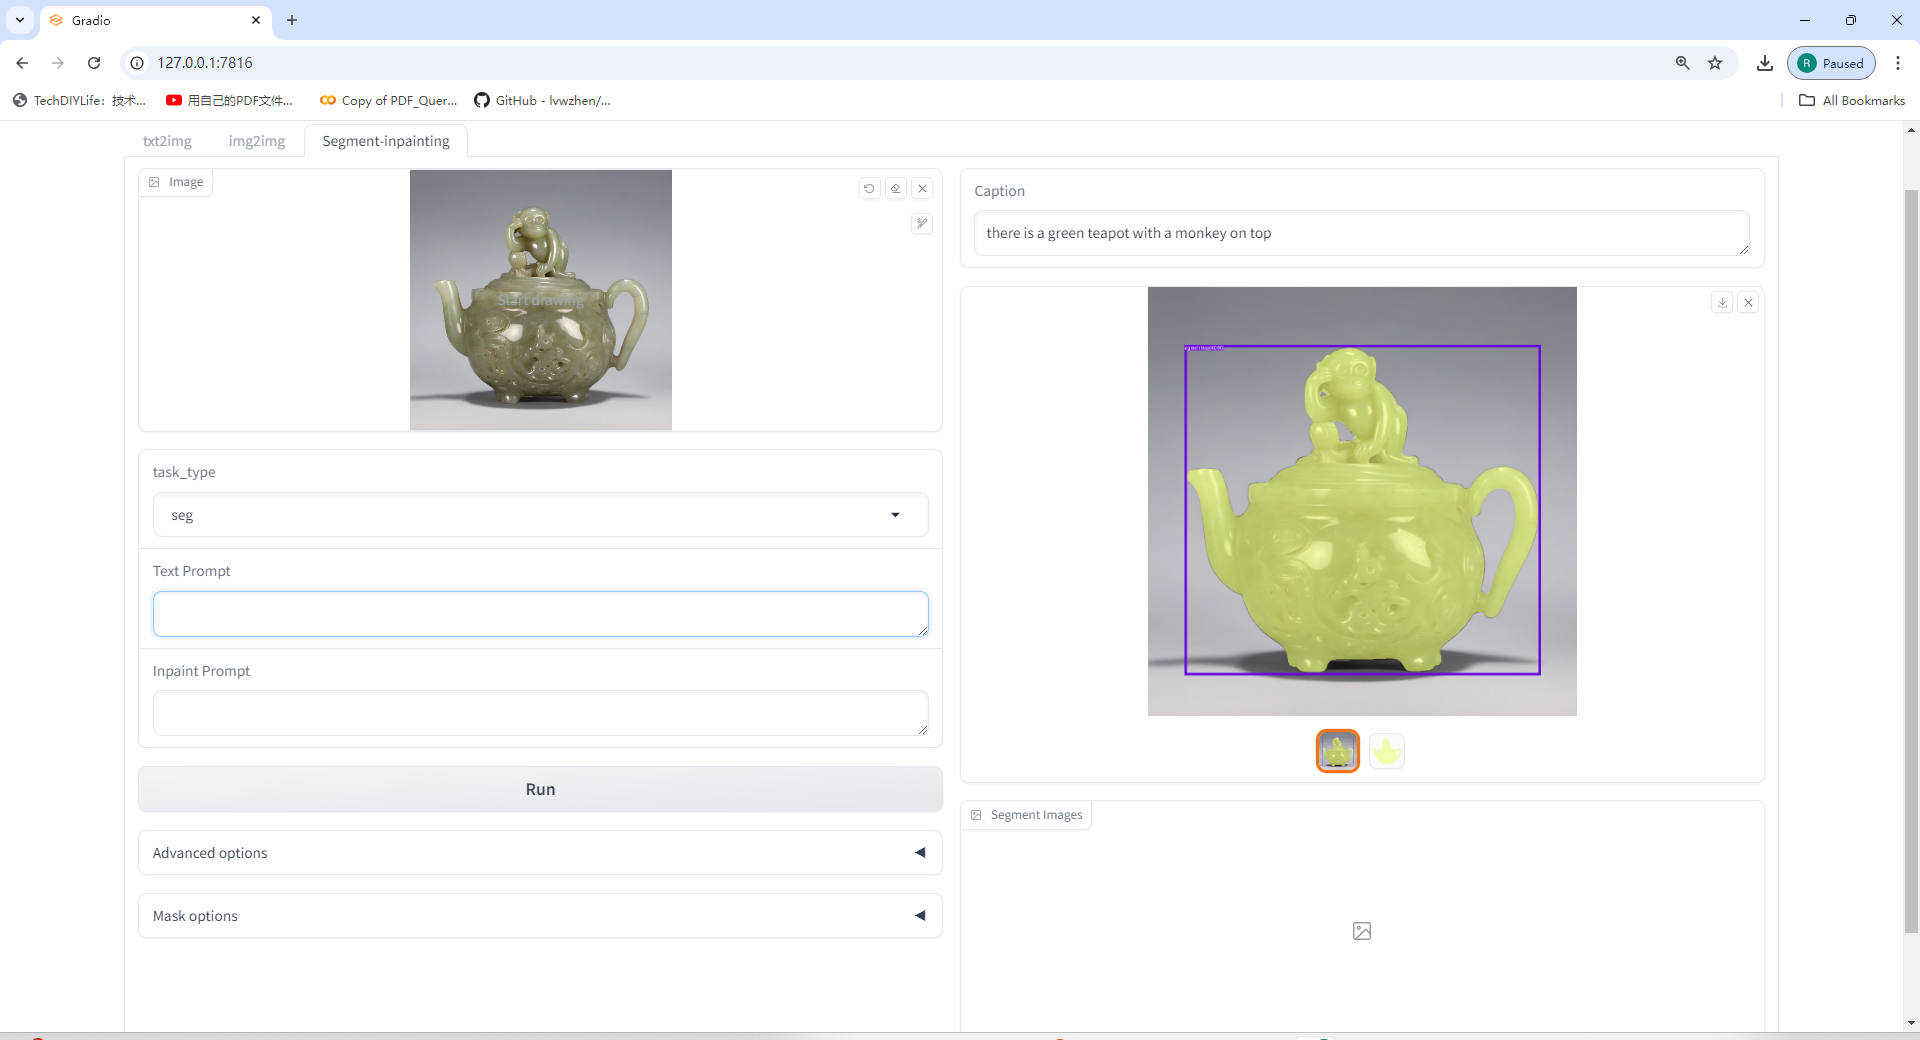 Gradio
127.0.0.1:7816
R
Paused
TechDIYLife：技术...
用自己的PDF文件...
Copy of PDF_Quer...
GitHub - lvwzhen/...
All Bookmarks
txt2img
img2img
Segment-inpainting
Image
Start drawing
task_type
seg
Text Prompt
Inpaint Prompt
Run
Advanced options
Mask options
Caption
there is a green teapot with a monkey on top
Segment Images